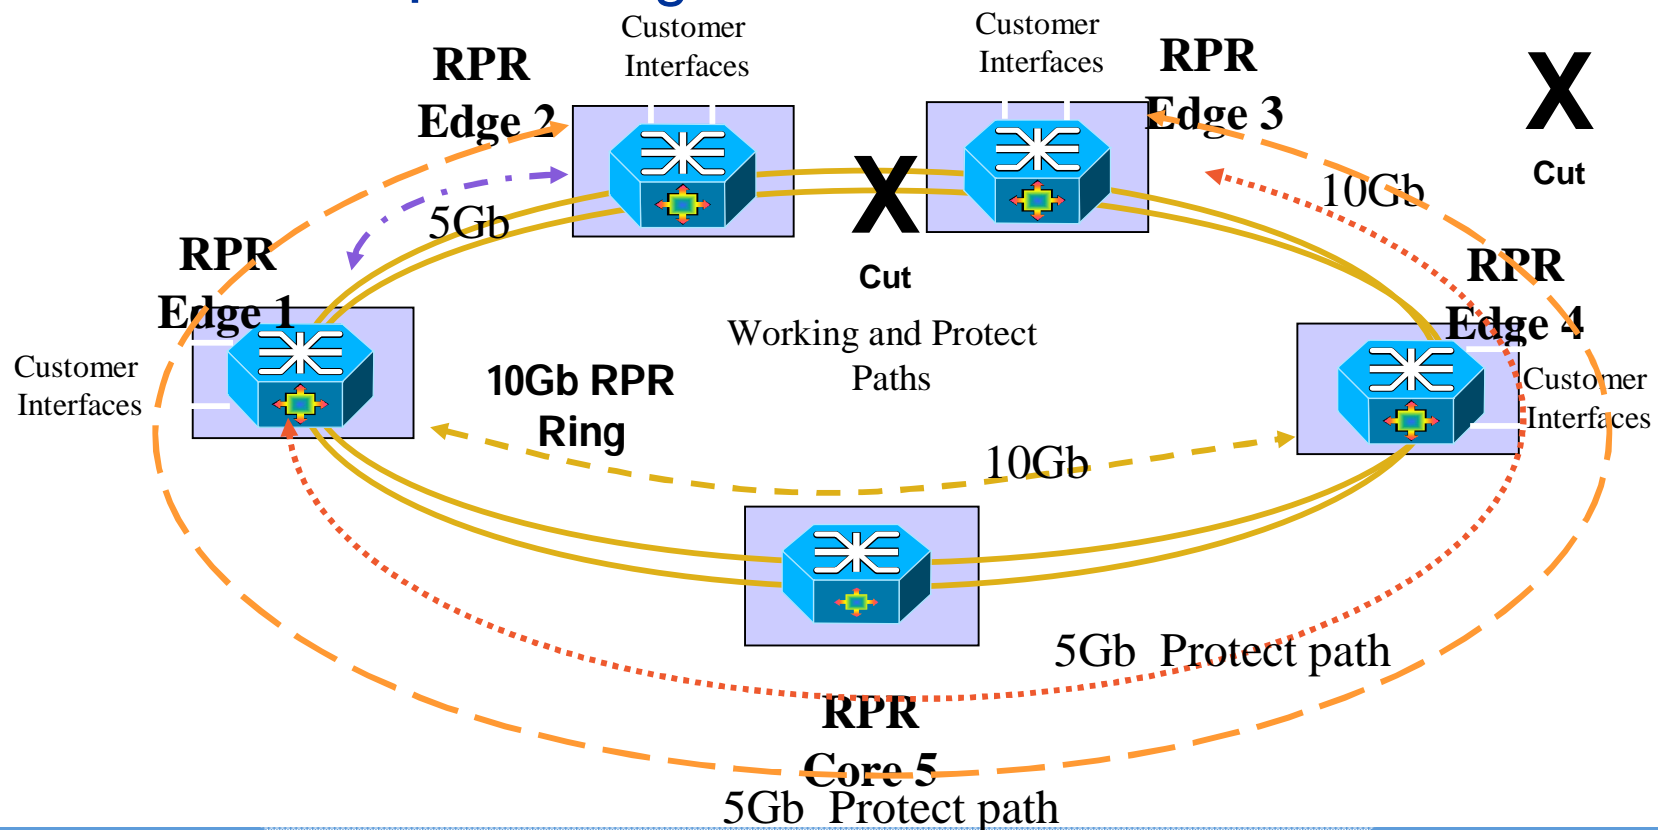 Customer
Interfaces
Customer
Interfaces
RPR
Edge 2
RPR
Edge 3
X
Cut
10Gb
5Gb
X
Cut
RPR
Edge 1
RPR
Edge 4
Working and Protect
Paths
Customer
Interfaces
10Gb RPR
Ring
Customer
Interfaces
10Gb
5Gb Protect path
RPR
Core 5
5Gb Protect path